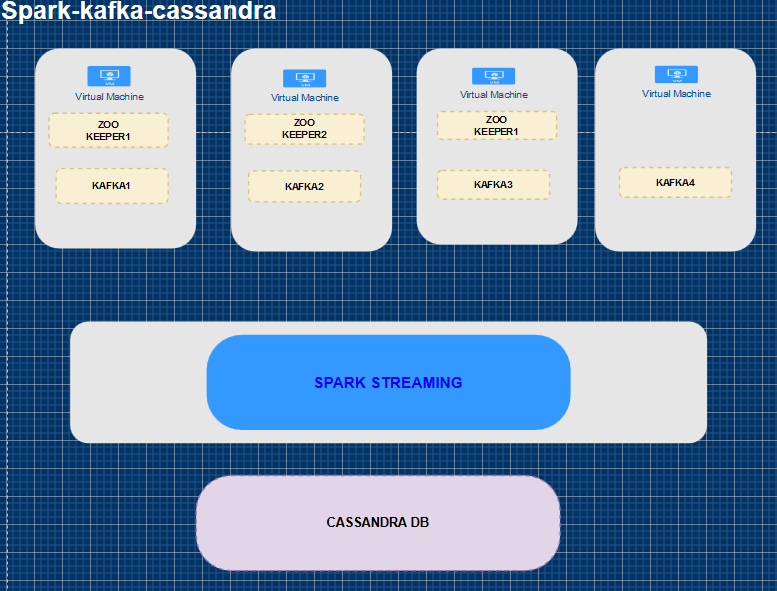 Spark-kafka-cassandra
Virtual Machine
ZOO
KEEPER1
KAFKA1
Virtual Machine
ZOO
KEEPER2
KAFKA2
Virtual Machine
ZOO
KEEPER1
KAFKA3
Virtual Machine
KAFKA4
SPARK STREAMING
CASSANDRA DB